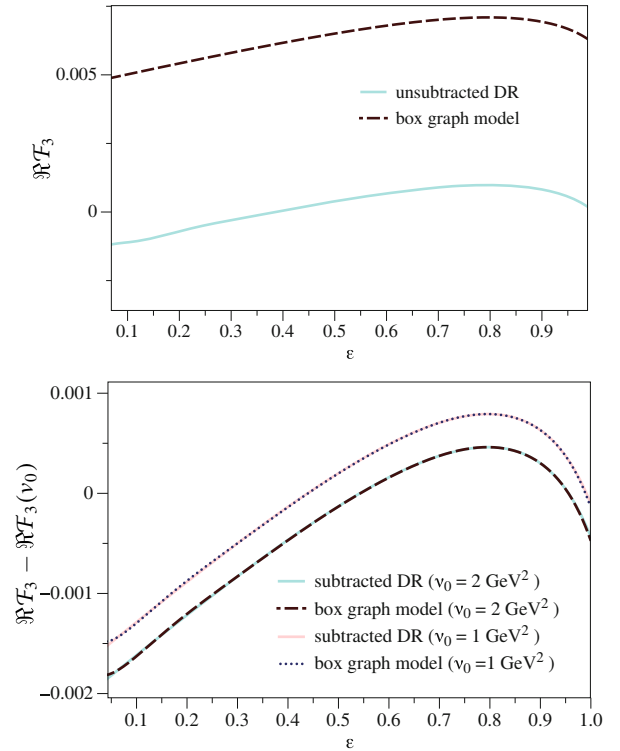 0.005
0
ℜℱ₃
unsubtracted DR
box graph model
0.1 0.2 0.3 0.4 0.5 0.6 0.7 0.8 0.9
ε
0.001
0
−0.001
−0.002
ℜℱ₃ − ℜℱ₃(ν₀)
subtracted DR (ν₀ = 2 GeV²)
box graph model (ν₀ = 2 GeV²)
subtracted DR (ν₀ = 1 GeV²)
box graph model (ν₀ =1 GeV²)
0.1 0.2 0.3 0.4 0.5 0.6 0.7 0.8 0.9 1.0
ε